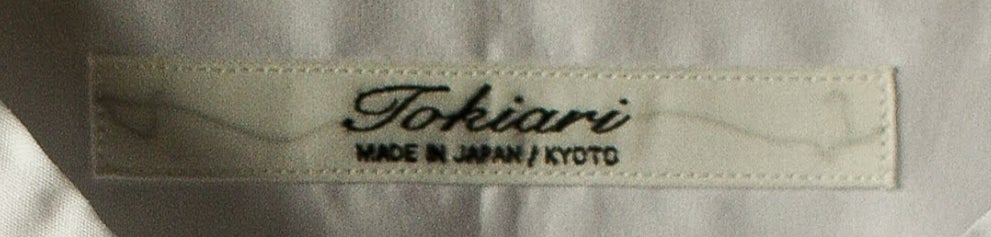 Tokiari
MADE IN JAPAN / KYOTO